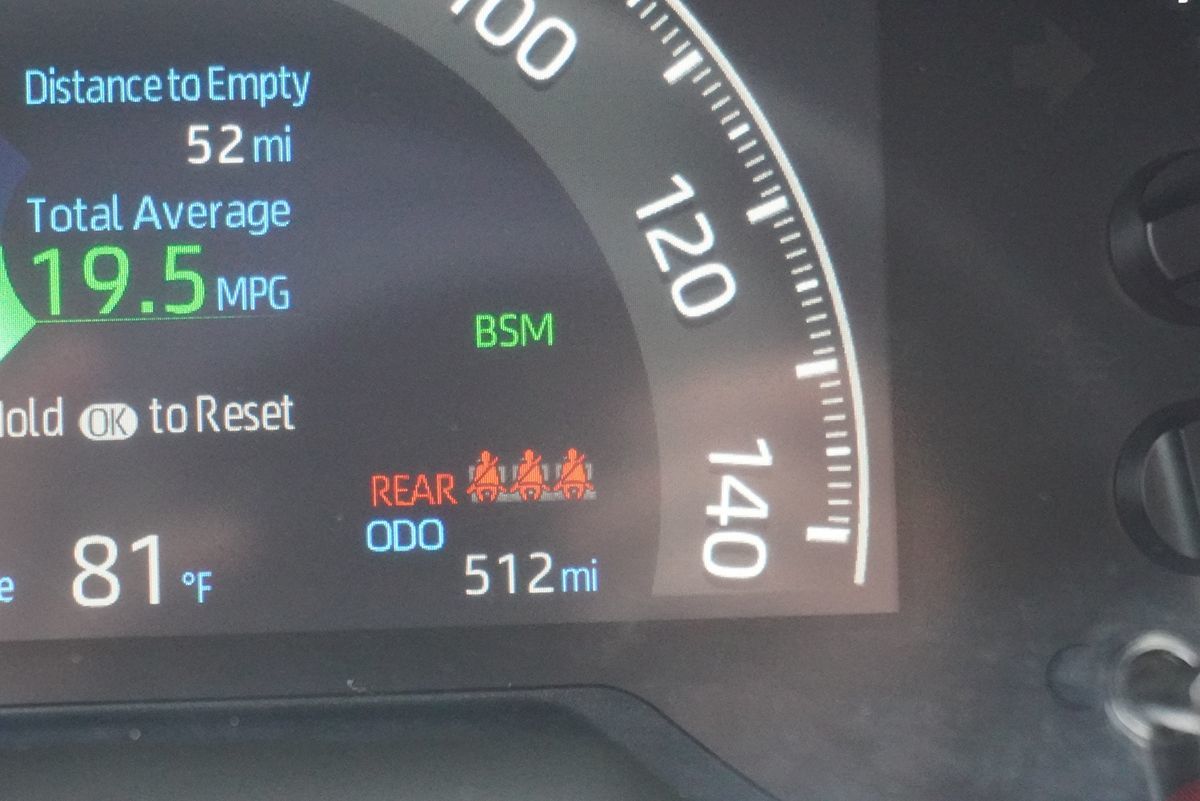 Distance to Empty
52 mi
Total Average
19.5 MPG
OK to Reset
81 °F
BSM
REAR
ODO
512 mi
100
120
140